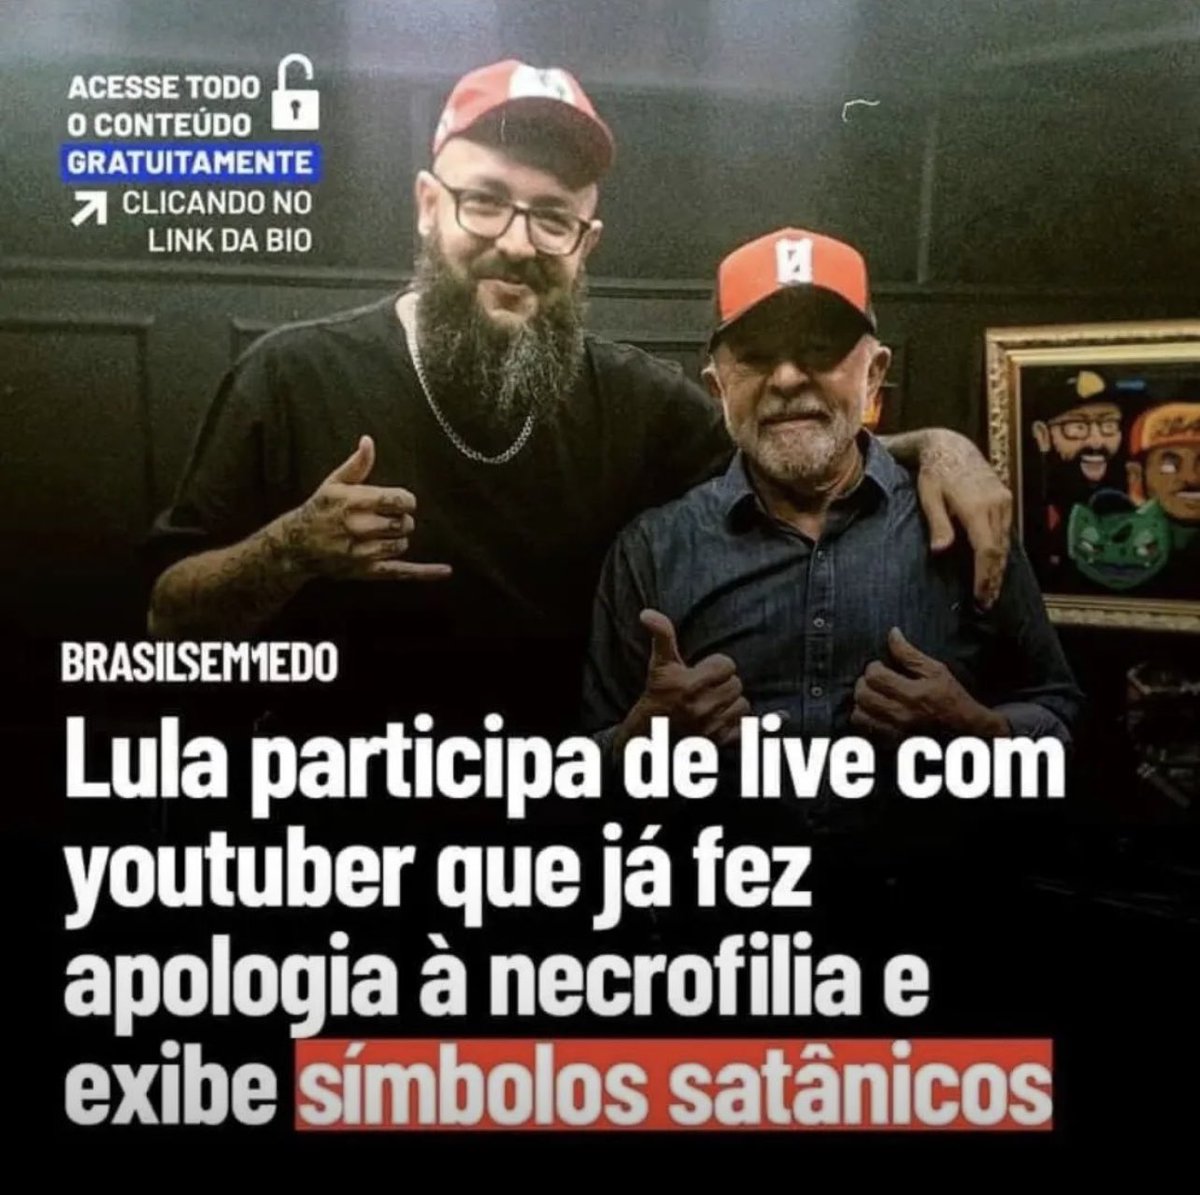 ACESSE TODO
O CONTEÚDO
GRATUITAMENTE
CLICANDO NO
LINK DA BIO
BRASILSEM1EDO
Lula participa de live com
youtuber que já fez
apologia à necrofilia e
exibe símbolos satânicos